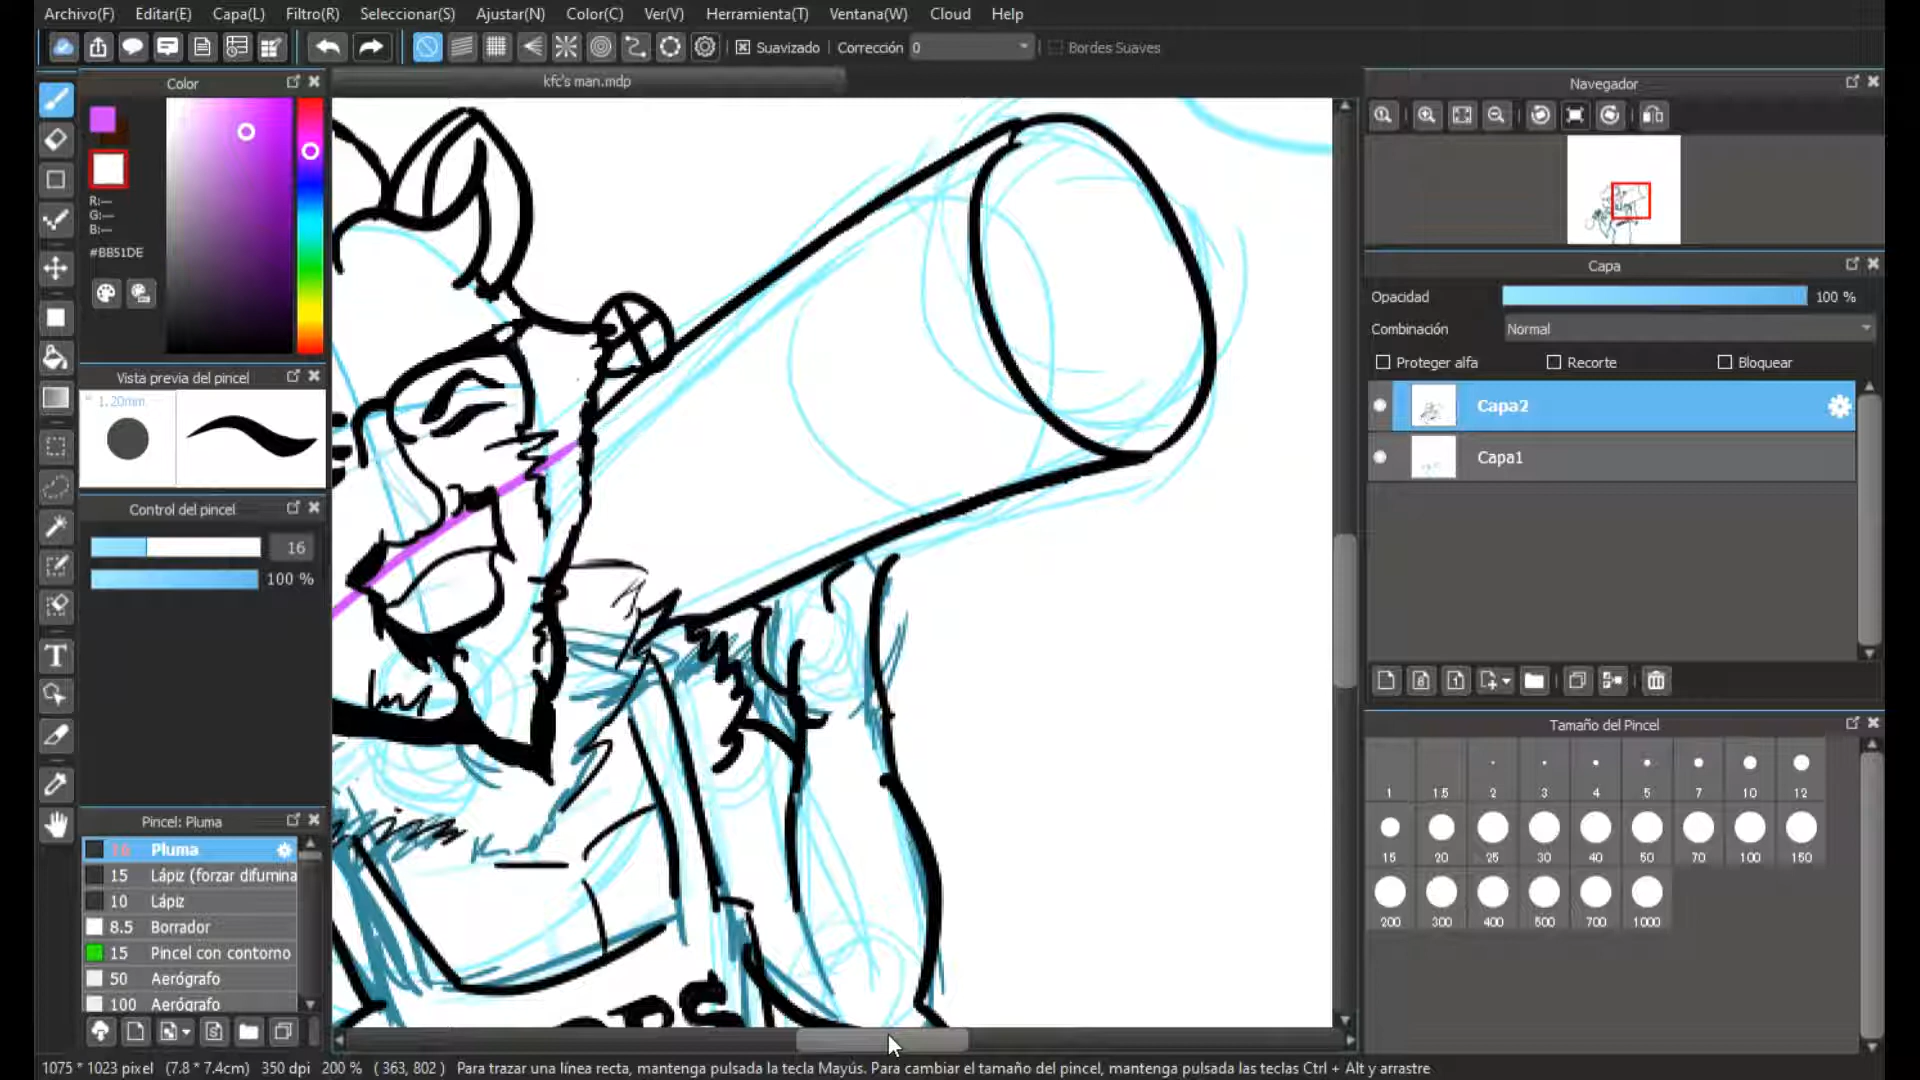 Archivo(F) Editar(E) Capa(L) Filtro(R) Seleccionar(S) Ajustar(N) Color(C) Ver(V) Herramienta(T) Ventana(W) Cloud Help
Suavizado Corrección 0 Bordes Suaves
Color
kfc's man.mdp
Navegador
R:---
G:---
B:---
#BB51DE
Capa
Opacidad 100 %
Combinación Normal
Proteger alfa Recorte Bloquear
Vista previa del pincel
1.20mm
Capa2
Capa1
Control del pincel
16
100 %
Tamaño del Pincel
1 1.5 2 3 4 5 7 10 12
15 20 25 30 40 50 70 100 150
200 300 400 500 700 1000
Pincel: Pluma
16 Pluma
15 Lápiz (forzar difumina
10 Lápiz
8.5 Borrador
15 Pincel con contorno
50 Aerógrafo
100 Aerógrafo
1075 * 1023 pixel (7.8 * 7.4cm) 350 dpi 200 % ( 363, 802 ) Para trazar una línea recta, mantenga pulsada la tecla Mayús. Para cambiar el tamaño del pincel, mantenga pulsada las teclas Ctrl + Alt y arrastre